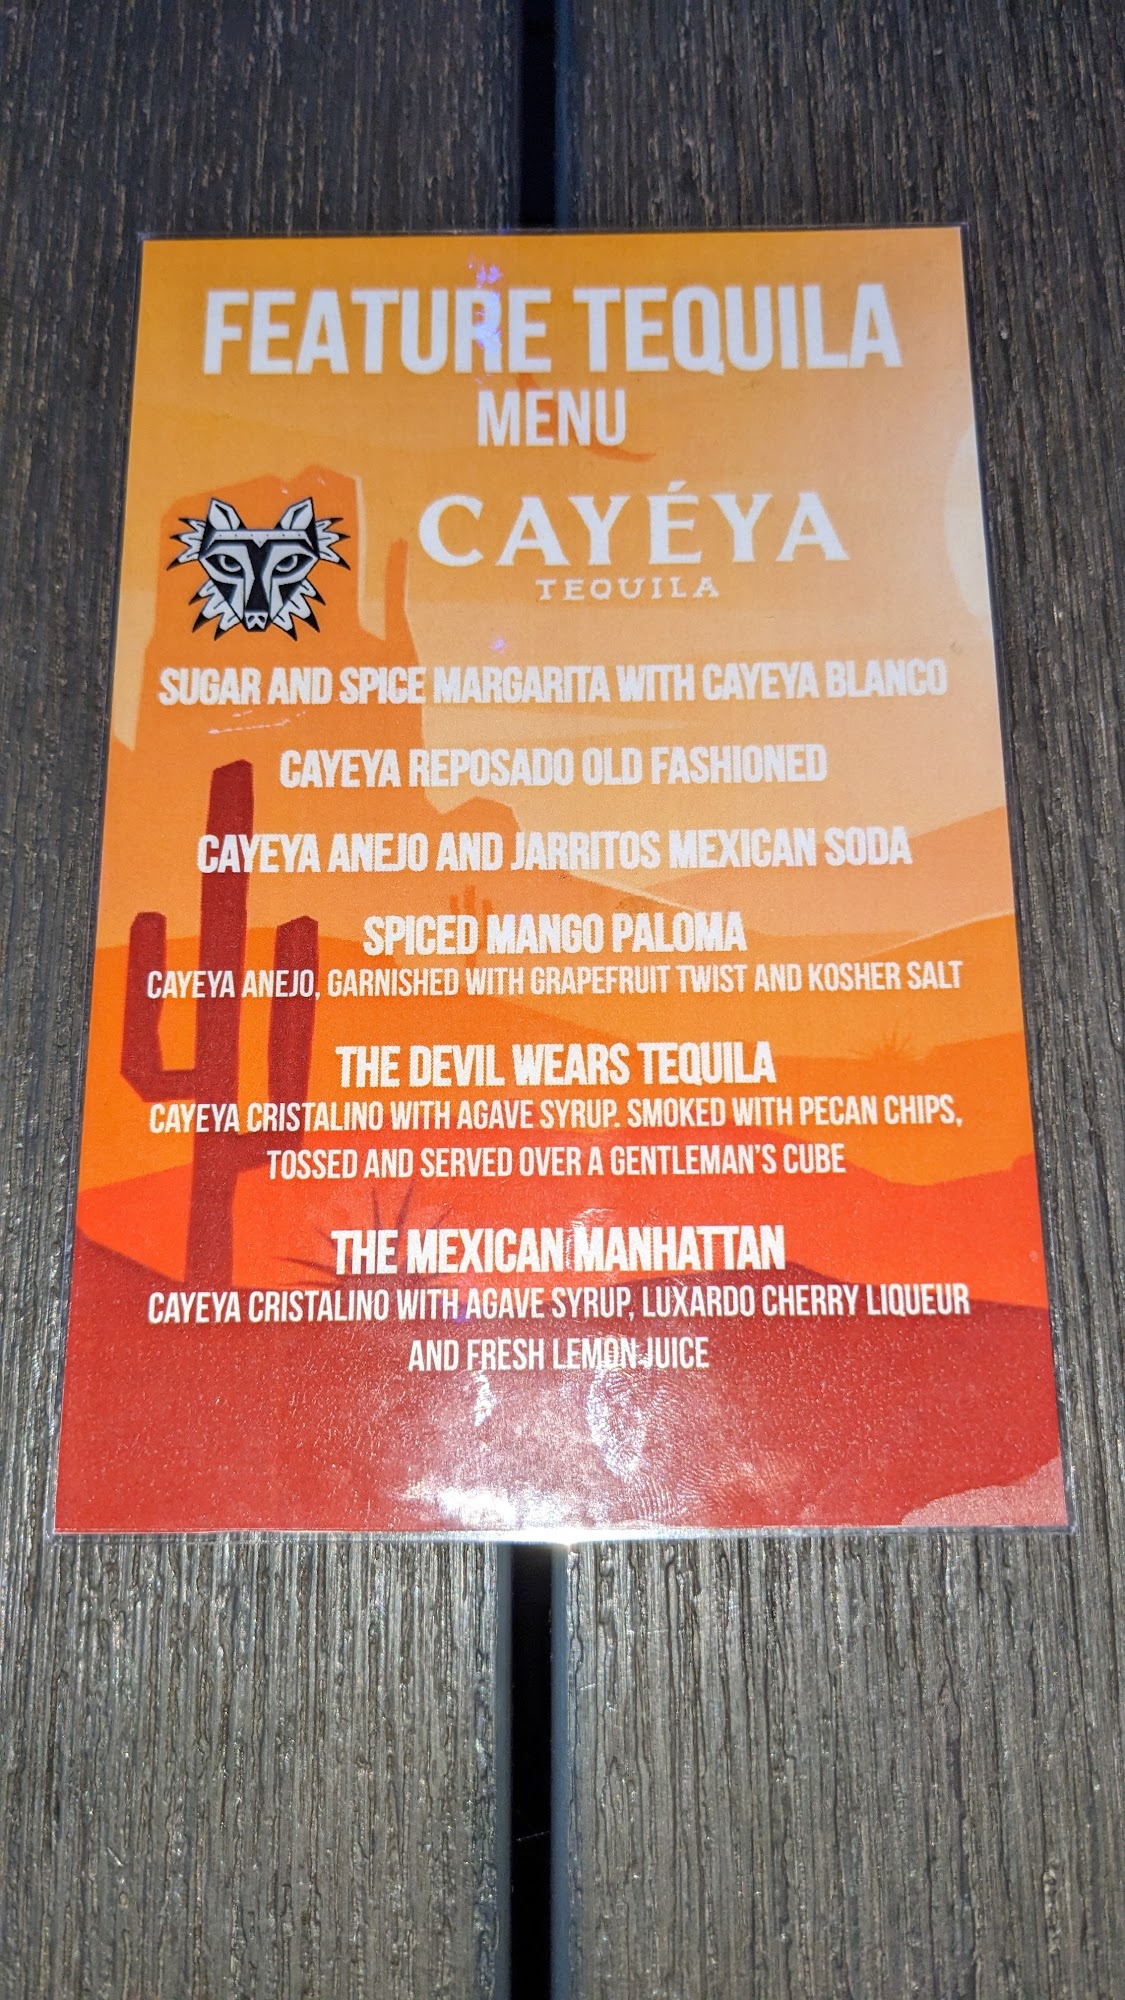 FEATURE TEQUILA
MENU
CAYÉYA
TEQUILA
SUGAR AND SPICE MARGARITA WITH CAYEYA BLANCO
CAYEYA REPOSADO OLD FASHIONED
CAYEYA ANEJO AND JARRITOS MEXICAN SODA
SPICED MANGO PALOMA
CAYEYA ANEJO, GARNISHED WITH GRAPEFRUIT TWIST AND KOSHER SALT
THE DEVIL WEARS TEQUILA
CAYEYA CRISTALINO WITH AGAVE SYRUP. SMOKED WITH PECAN CHIPS,
TOSSED AND SERVED OVER A GENTLEMAN'S CUBE
THE MEXICAN MANHATTAN
CAYEYA CRISTALINO WITH AGAVE SYRUP, LUXARDO CHERRY LIQUEUR
AND FRESH LEMON JUICE